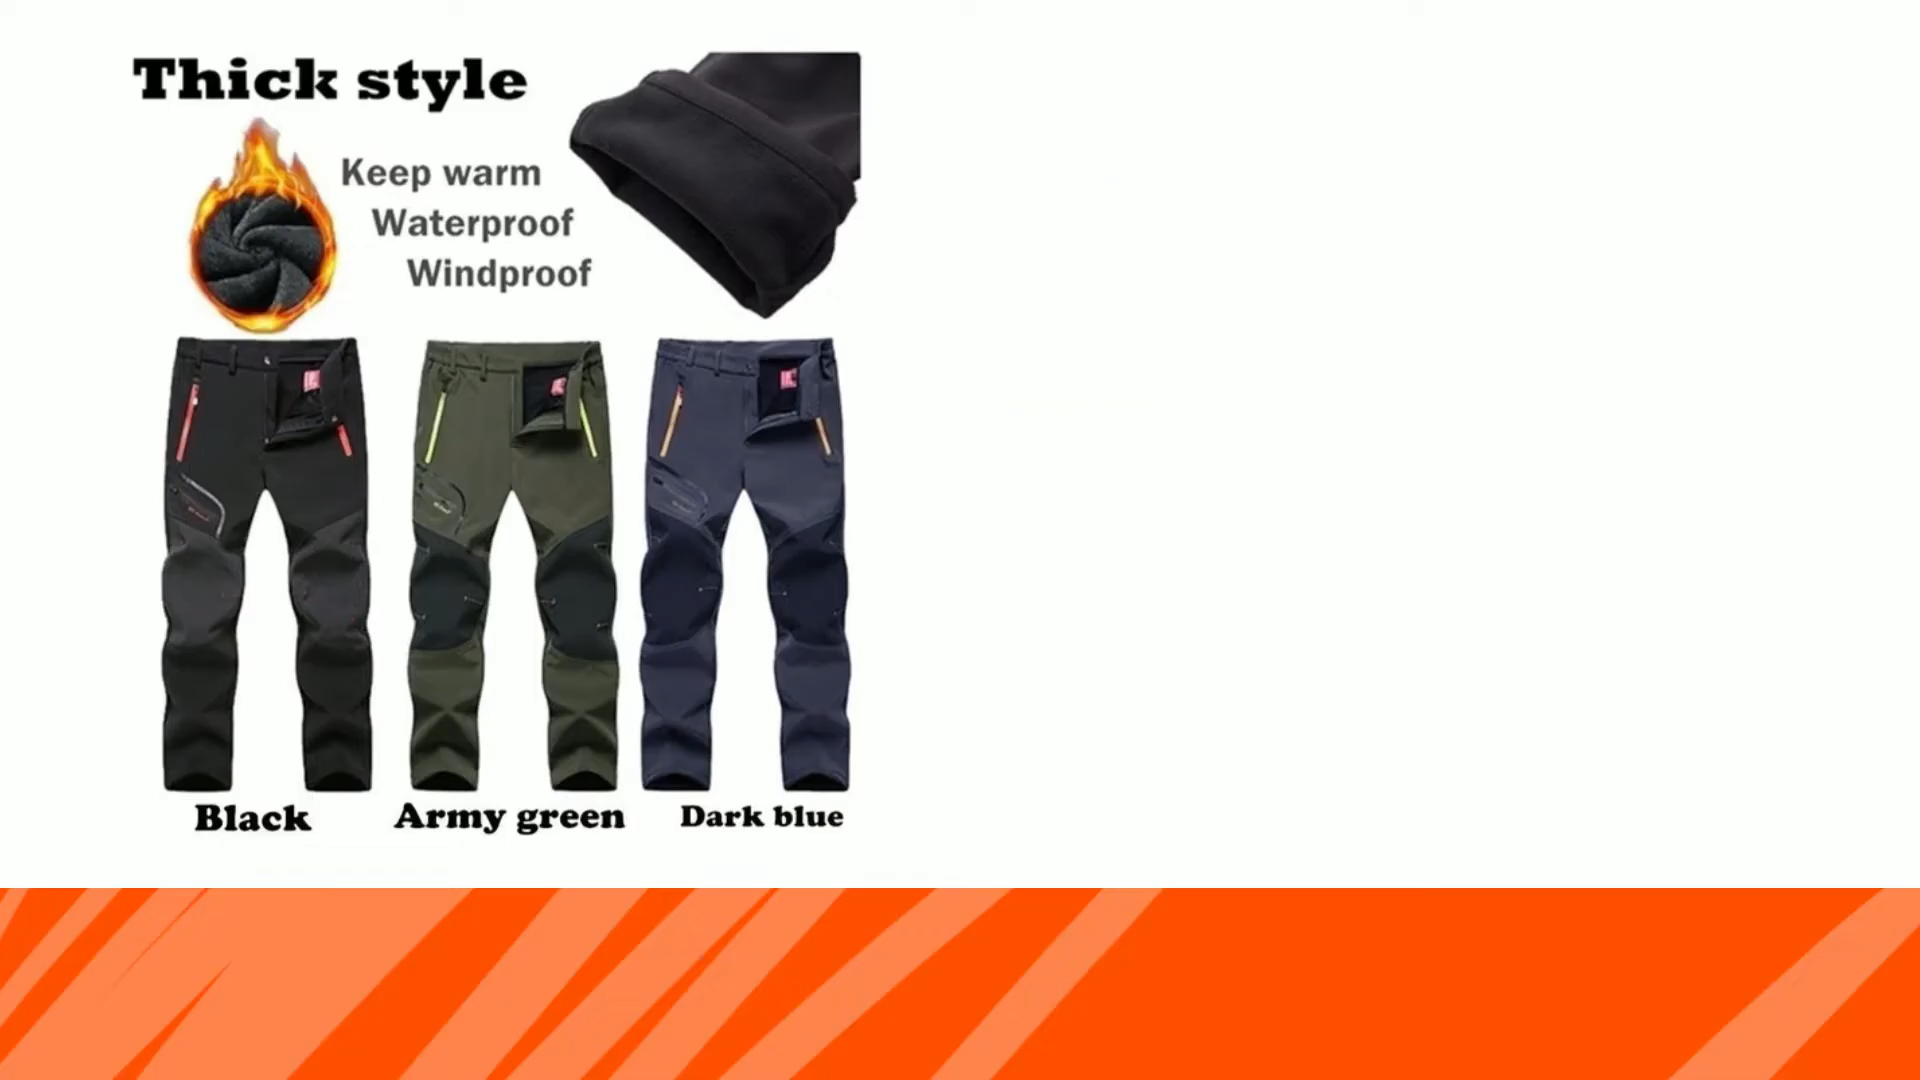 Thick style
Keep warm
Waterproof
Windproof
Black
Army green
Dark blue